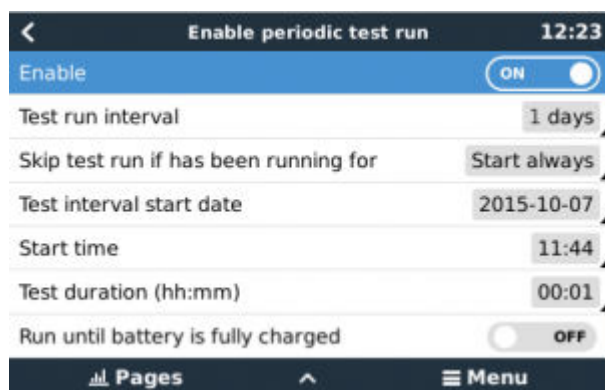 Enable periodic test run 12:23
Enable ON
Test run interval 1 days
Skip test run if has been running for Start always
Test interval start date 2015-10-07
Start time 11:44
Test duration (hh:mm) 00:01
Run until battery is fully charged OFF
Pages Menu